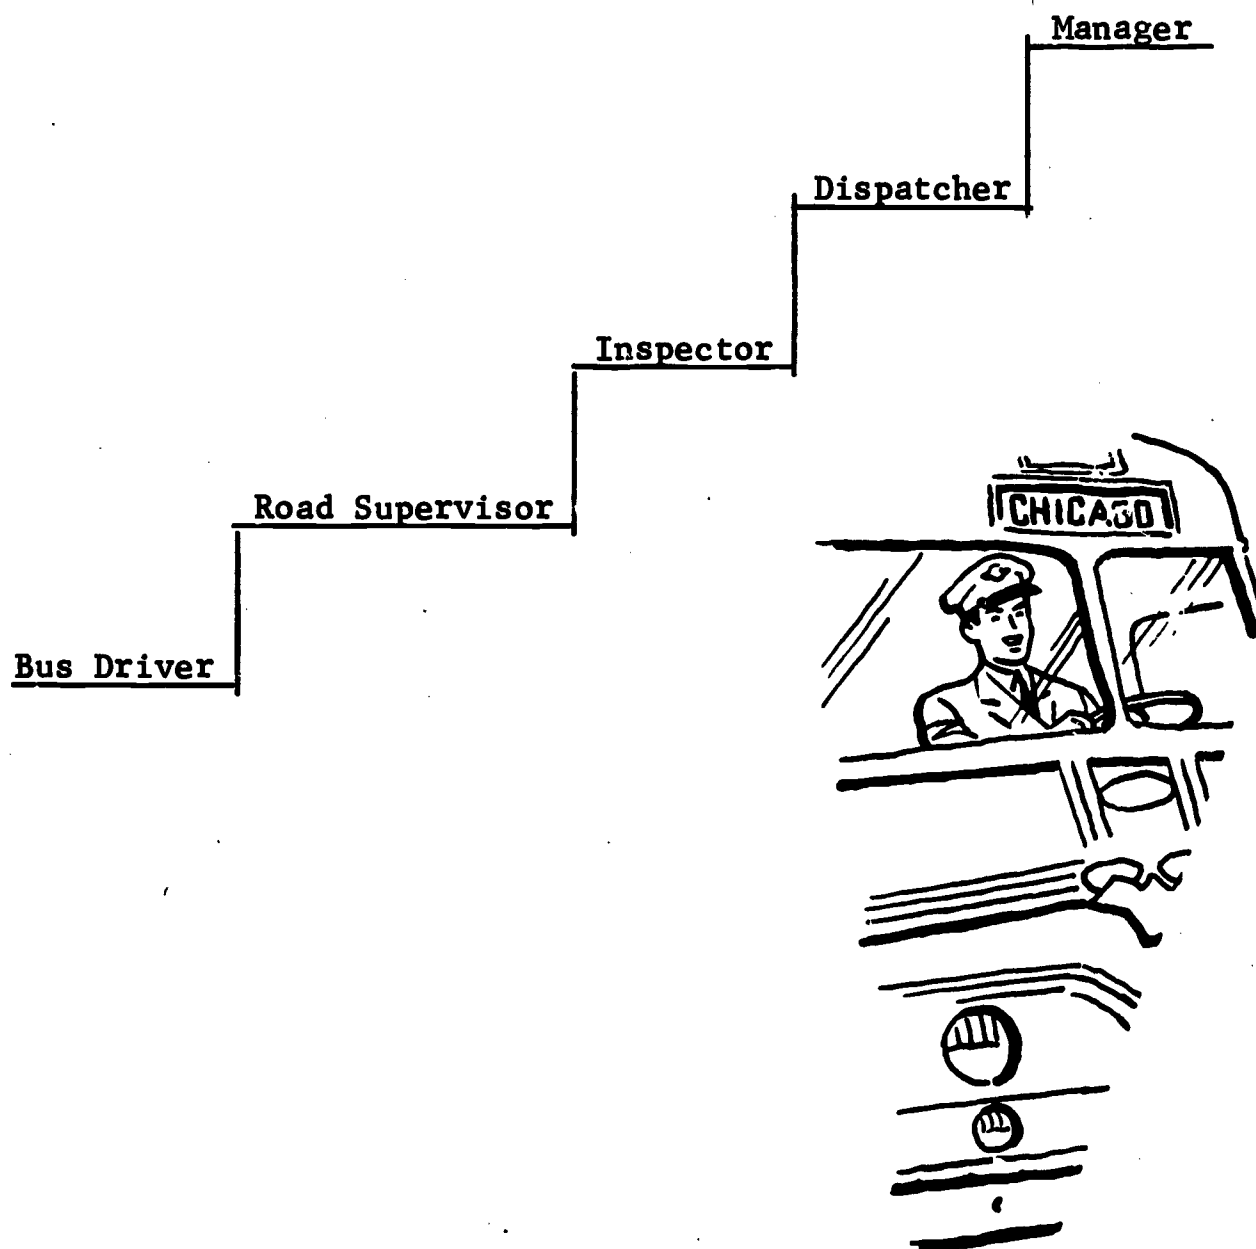 Manager
Dispatcher
Inspector
Road Supervisor
CHICAGO
Bus Driver